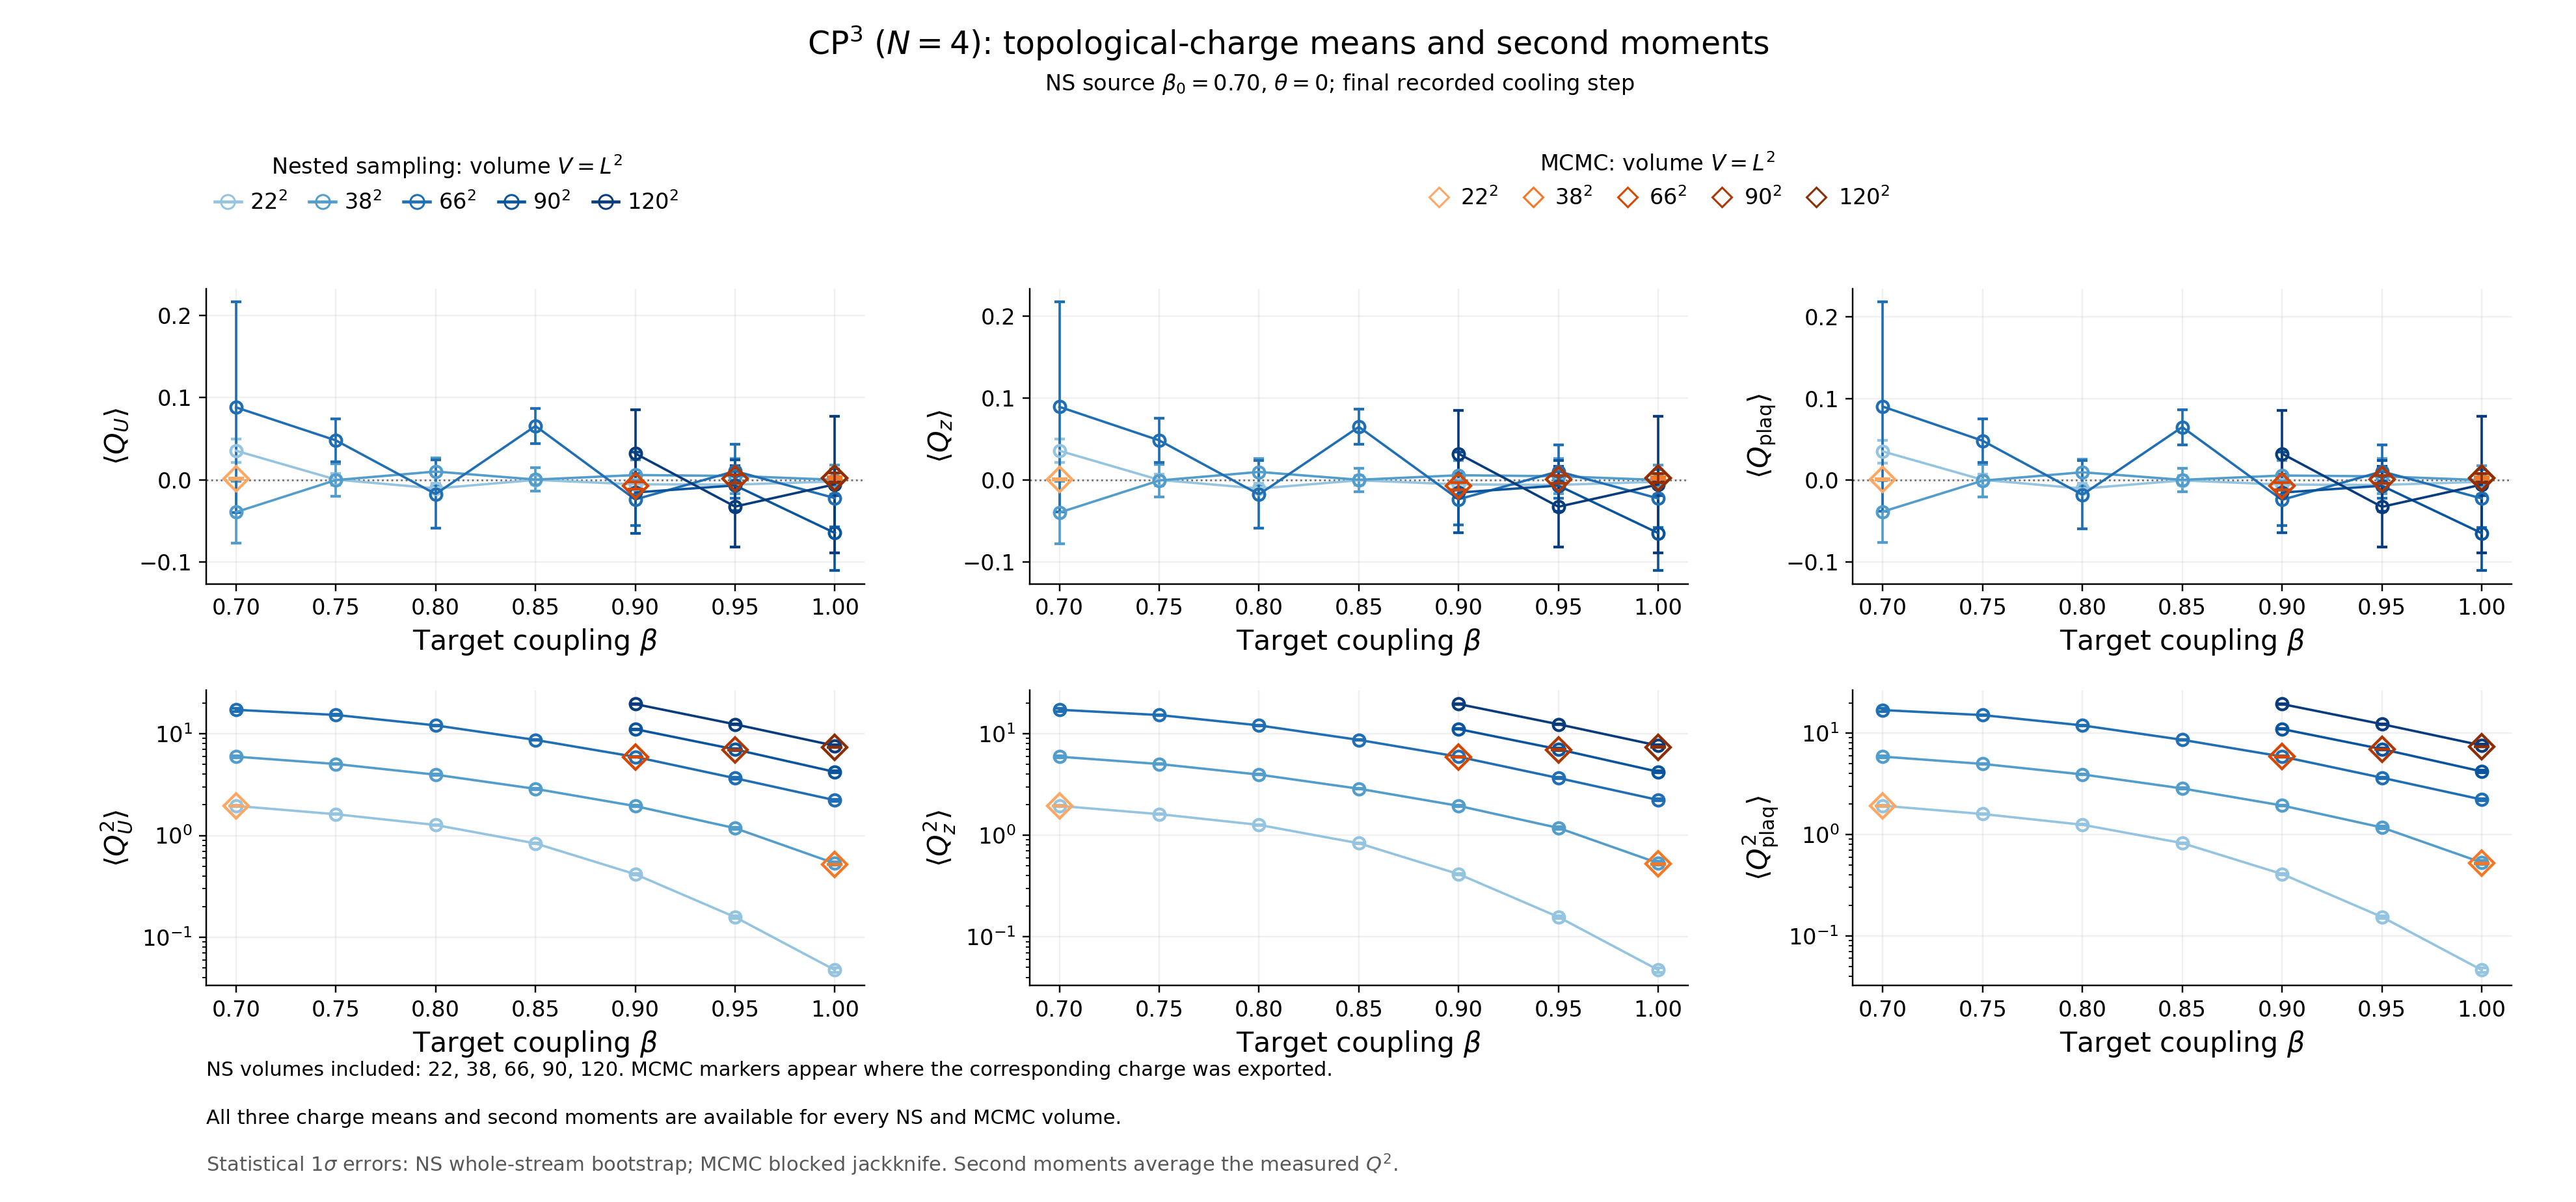 CP³ (N = 4): topological-charge means and second moments
NS source β₀ = 0.70, θ = 0; final recorded cooling step
Nested sampling: volume V = L²
22² 38² 66² 90² 120²
MCMC: volume V = L²
22² 38² 66² 90² 120²
⟨Q_U⟩
0.2
0.1
0.0
−0.1
0.70 0.75 0.80 0.85 0.90 0.95 1.00
Target coupling β
⟨Q_z⟩
0.2
0.1
0.0
−0.1
0.70 0.75 0.80 0.85 0.90 0.95 1.00
Target coupling β
⟨Q_plaq⟩
0.2
0.1
0.0
−0.1
0.70 0.75 0.80 0.85 0.90 0.95 1.00
Target coupling β
⟨Q²_U⟩
10¹
10⁰
10⁻¹
0.70 0.75 0.80 0.85 0.90 0.95 1.00
Target coupling β
⟨Q²_z⟩
10¹
10⁰
10⁻¹
0.70 0.75 0.80 0.85 0.90 0.95 1.00
Target coupling β
⟨Q²_plaq⟩
10¹
10⁰
10⁻¹
0.70 0.75 0.80 0.85 0.90 0.95 1.00
Target coupling β
NS volumes included: 22, 38, 66, 90, 120. MCMC markers appear where the corresponding charge was exported.
All three charge means and second moments are available for every NS and MCMC volume.
Statistical 1σ errors: NS whole-stream bootstrap; MCMC blocked jackknife. Second moments average the measured Q².